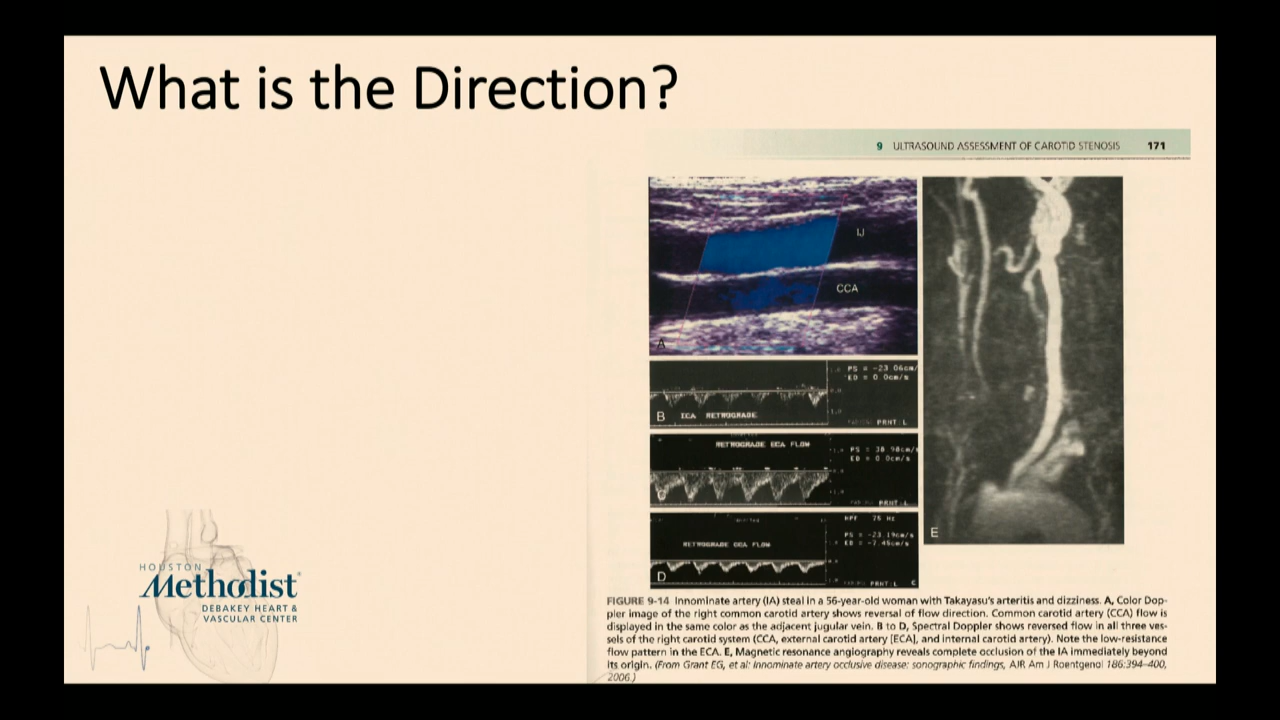 What is the Direction?
9 ULTRASOUND ASSESSMENT OF CAROTID STENOSIS 171
IJ
CCA
A
PS = -23.06cm/
ED = 0.0cm/s
B ICA RETROGRADE
PRNT L
RETROGRADE ECA FLOW
PS = 38.98cm/s
ED = 0.0cm/s
C
PRNT L
HPF 75 Hz
PS = -23.19cm/s
ED = -7.45cm/s
RETROGRADE CCA FLOW
D
PRNT L
E
HOUSTON
Methodist
DEBAKEY HEART &
VASCULAR CENTER
FIGURE 9-14 Innominate artery (IA) steal in a 56-year-old woman with Takayasu's arteritis and dizziness. A, Color Dop-
pler image of the right common carotid artery shows reversal of flow direction. Common carotid artery (CCA) flow is
displayed in the same color as the adjacent jugular vein. B to D, Spectral Doppler shows reversed flow in all three ves-
sels of the right carotid system (CCA, external carotid artery [ECA], and internal carotid artery). Note the low-resistance
flow pattern in the ECA. E, Magnetic resonance angiography reveals complete occlusion of the IA immediately beyond
its origin. (From Grant EG, et al: Innominate artery occlusive disease: sonographic findings, AJR Am J Roentgenol 186:394–400,
2006.)